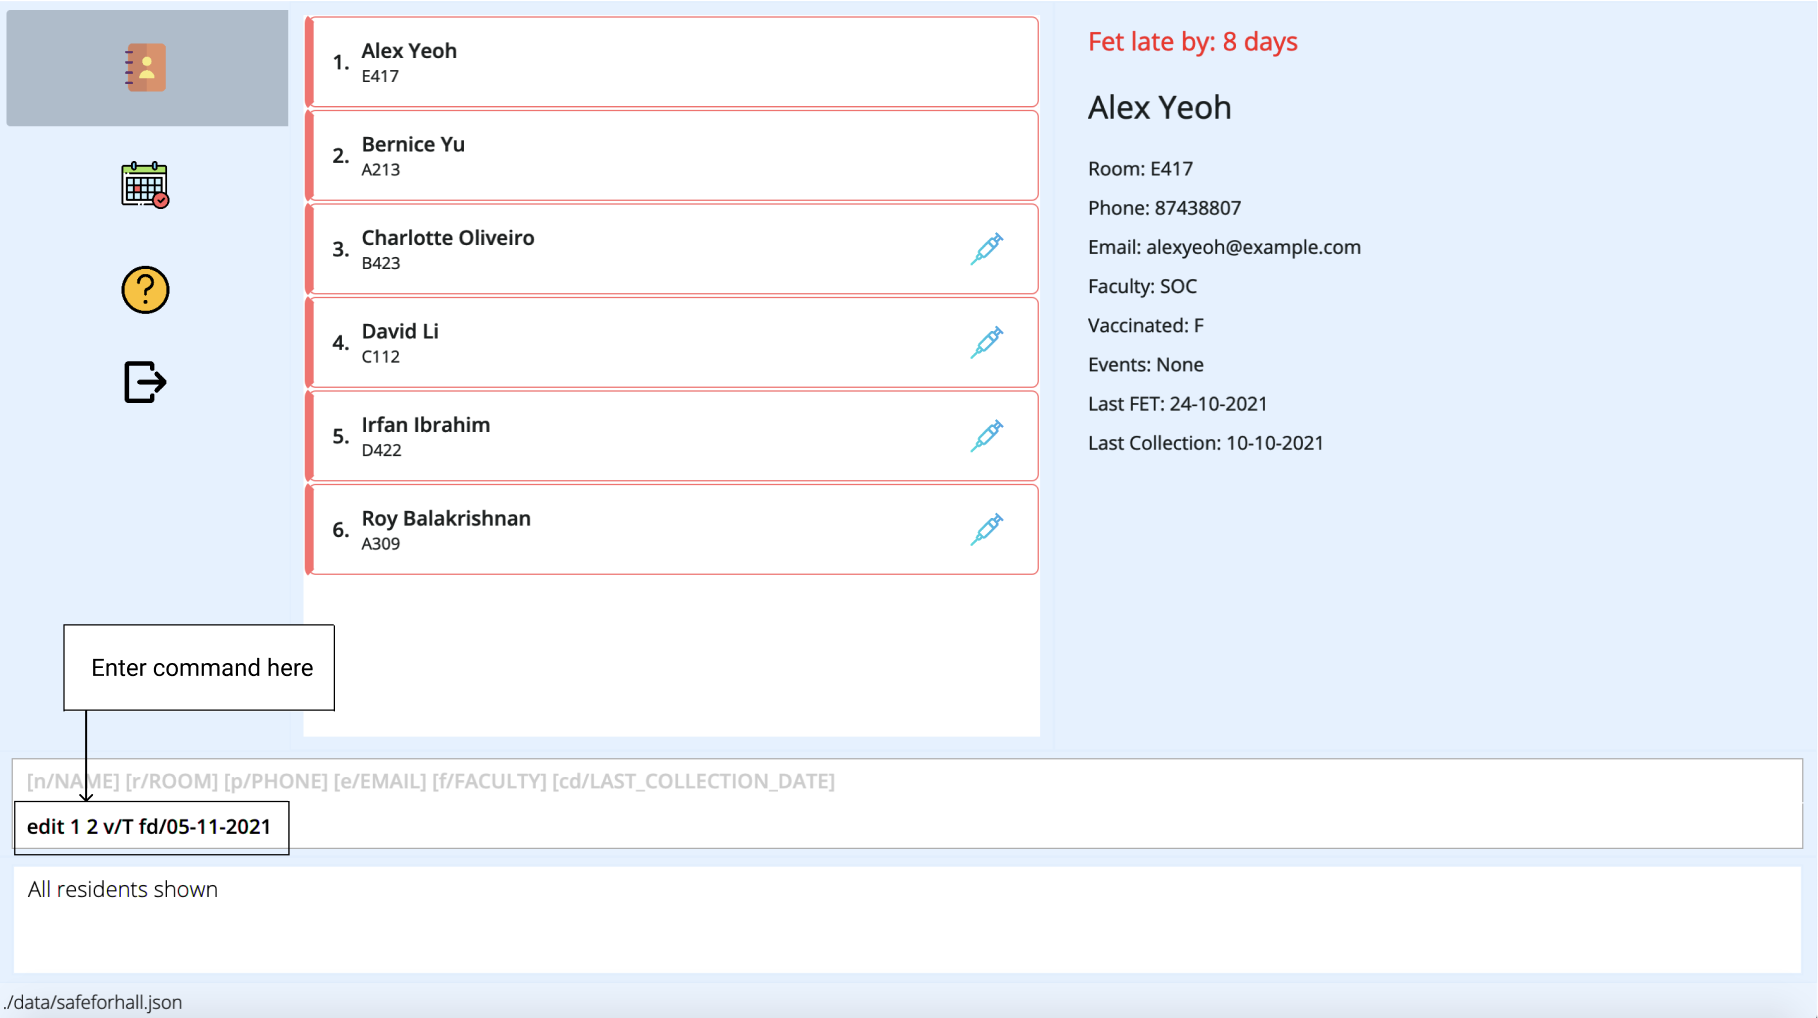 1. Alex Yeoh
E417
2. Bernice Yu
A213
3. Charlotte Oliveiro
B423
4. David Li
C112
5. Irfan Ibrahim
D422
6. Roy Balakrishnan
A309
Fet late by: 8 days
Alex Yeoh
Room: E417
Phone: 87438807
Email: alexyeoh@example.com
Faculty: SOC
Vaccinated: F
Events: None
Last FET: 24-10-2021
Last Collection: 10-10-2021
Enter command here
[n/NAME] [r/ROOM] [p/PHONE] [e/EMAIL] [f/FACULTY] [cd/LAST_COLLECTION_DATE]
edit 1 2 v/T fd/05-11-2021
All residents shown
./data/safeforhall.json